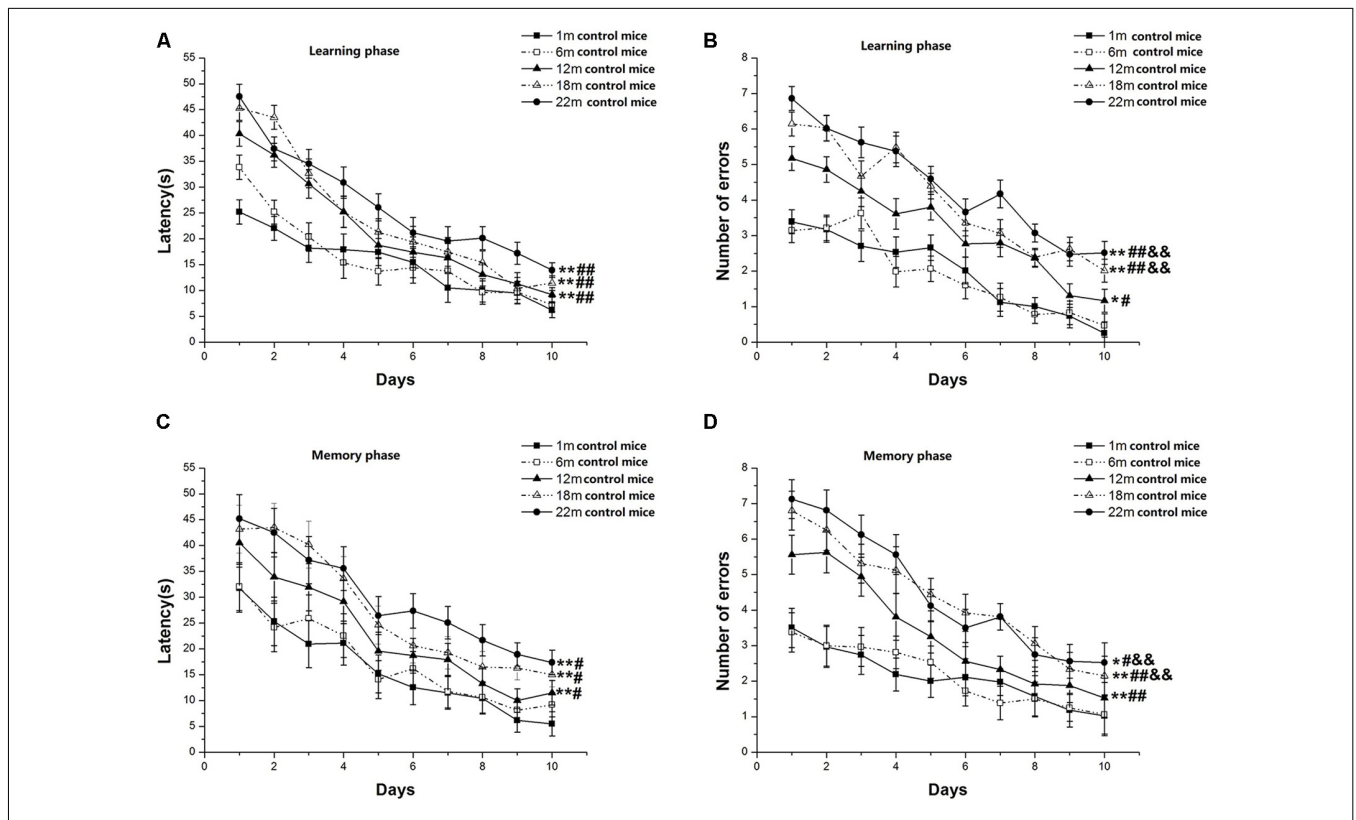 A
Learning phase
1m control mice
6m control mice
12m control mice
18m control mice
22m control mice
Latency(s)
55
50
45
40
35
30
25
20
15
10
5
0
**##
**##
**##
0 2 4 6 8 10
Days
B
Learning phase
1m control mice
6m control mice
12m control mice
18m control mice
22m control mice
Number of errors
8
7
6
5
4
3
2
1
0
**##&&
**##&&
*#
0 2 4 6 8 10
Days
C
Memory phase
1m control mice
6m control mice
12m control mice
18m control mice
22m control mice
Latency(s)
55
50
45
40
35
30
25
20
15
10
5
0
**#
**#
**#
0 2 4 6 8 10
Days
D
Memory phase
1m control mice
6m control mice
12m control mice
18m control mice
22m control mice
Number of errors
8
7
6
5
4
3
2
1
0
*#&&
**##&&
**##
0 2 4 6 8 10
Days